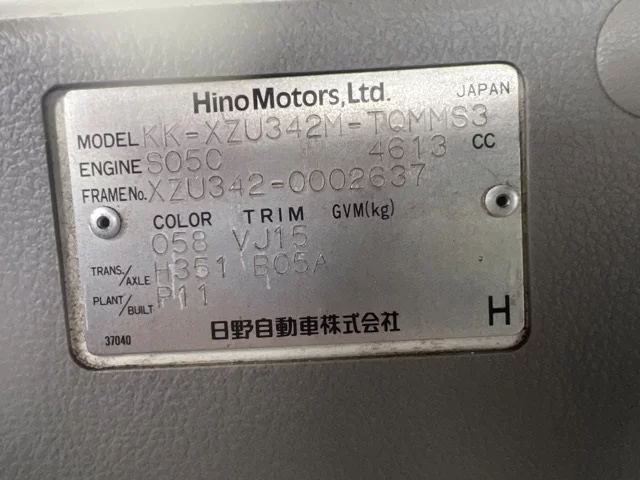 Hino Motors, Ltd. JAPAN
MODEL KK-XZU342M-TQMMS3
ENGINE S05C 4613 CC
FRAME No. XZU342-0002637
COLOR TRIM GVM(kg)
058 VJ15
TRANS./AXLE H351 B05A
PLANT/BUILT P11
37040 日野自動車株式会社 H